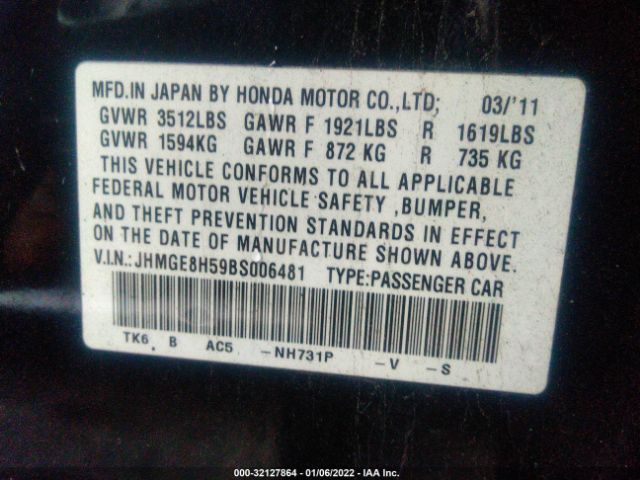 MFD.IN JAPAN BY HONDA MOTOR CO.,LTD; 03/'11
GVWR 3512LBS GAWR F 1921LBS R 1619LBS
GVWR 1594KG GAWR F 872 KG R 735 KG
THIS VEHICLE CONFORMS TO ALL APPLICABLE
FEDERAL MOTOR VEHICLE SAFETY ,BUMPER,
AND THEFT PREVENTION STANDARDS IN EFFECT
ON THE DATE OF MANUFACTURE SHOWN ABOVE.
V.I.N.: JHMGE8H59BS006481 TYPE:PASSENGER CAR
TK6 B AC5 -NH731P -V -S
000-32127864 - 01/06/2022 - IAA Inc.